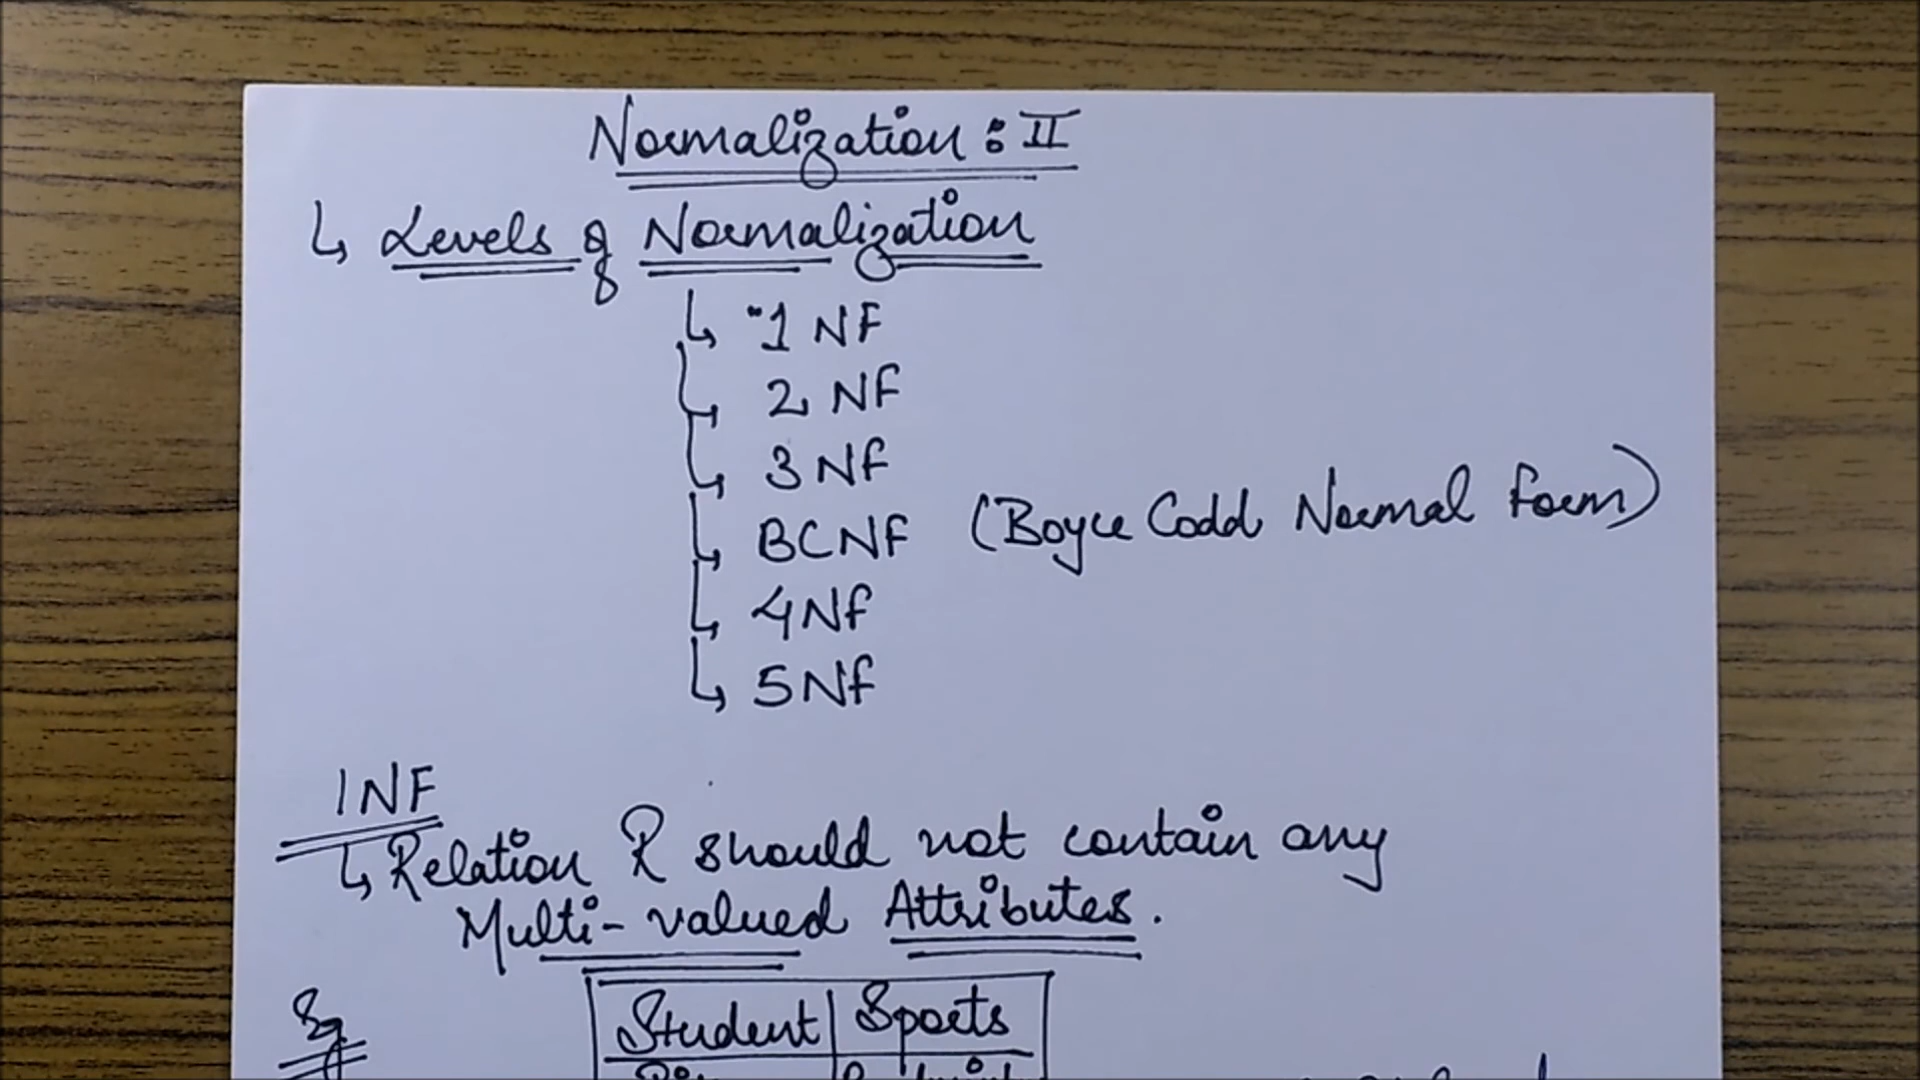 Normalization : II
↳ Levels of Normalization
↳ 1 NF
↳ 2 NF
↳ 3 NF
↳ BCNF (Boyce Codd Normal Form)
↳ 4NF
↳ 5NF
1NF
↳ Relation R should not contain any
Multi-valued Attributes.
Eg
Student Sports